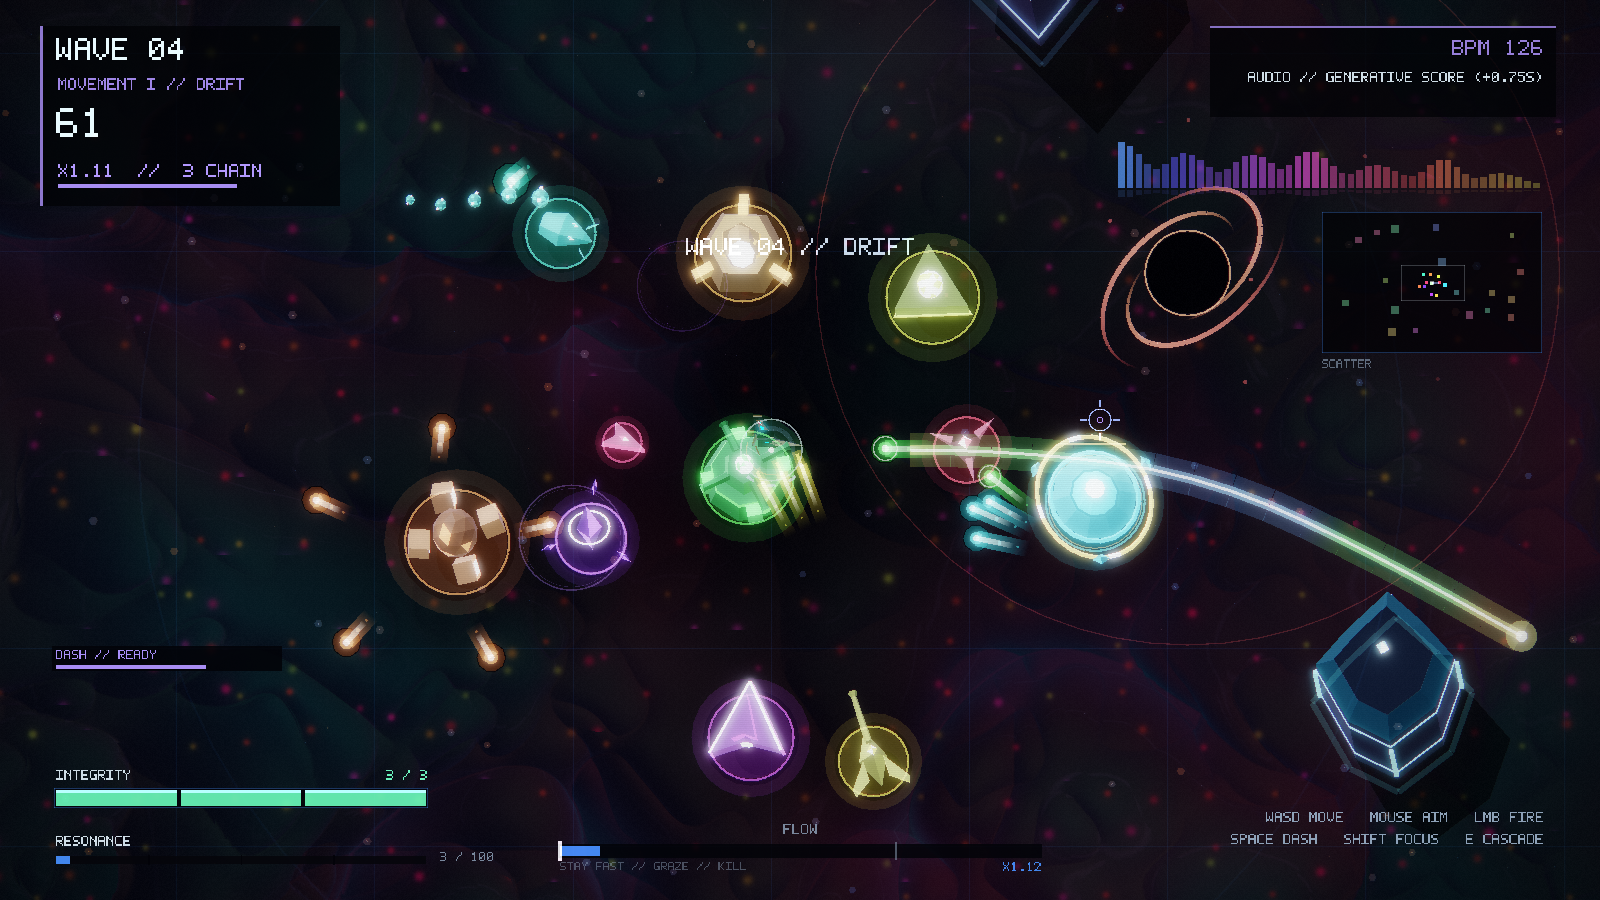 WAVE 04
MOVEMENT I // DRIFT
61
X1.11 // 3 CHAIN
BPM 126
AUDIO // GENERATIVE SCORE (+0.75S)
WAVE 04 // DRIFT
SCATTER
DASH // READY
INTEGRITY 3 / 3
RESONANCE 3 / 100
FLOW
STAY FAST // GRAZE // KILL X1.12
WASD MOVE MOUSE AIM LMB FIRE
SPACE DASH SHIFT FOCUS E CASCADE